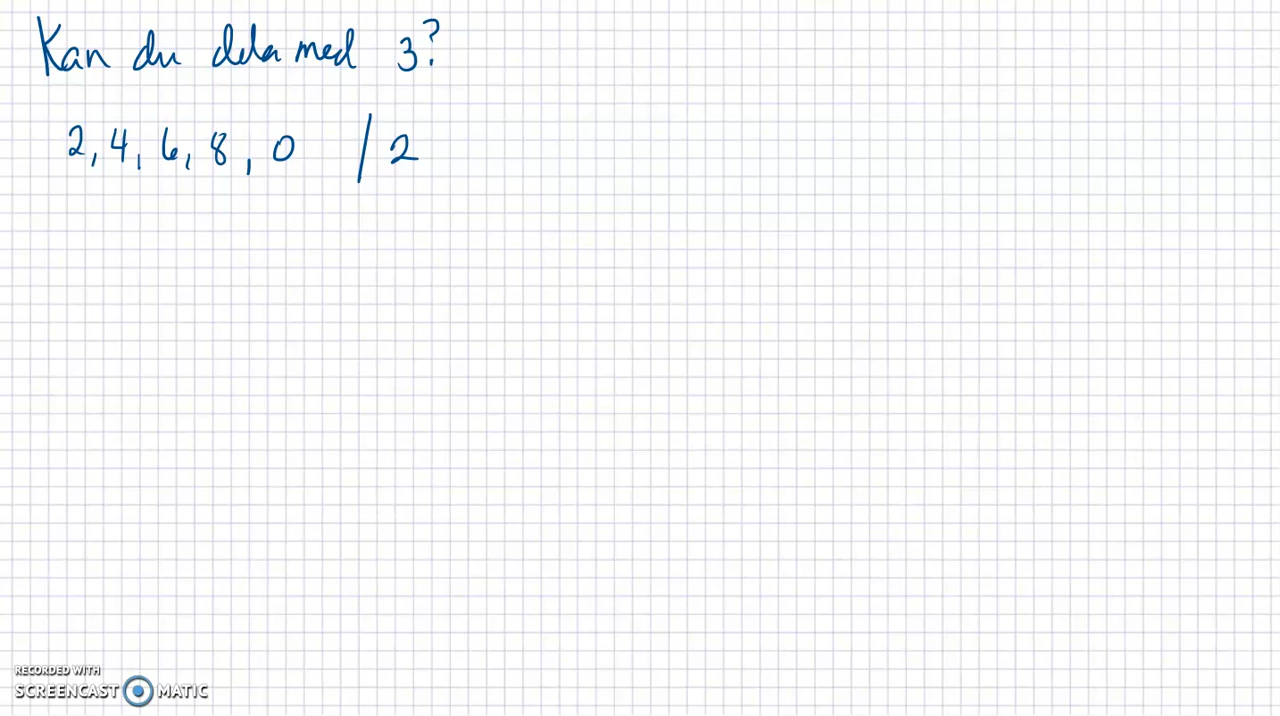 Kan du dela med 3?
2, 4, 6, 8, 0 / 2
RECORDED WITH
SCREENCAST MATIC